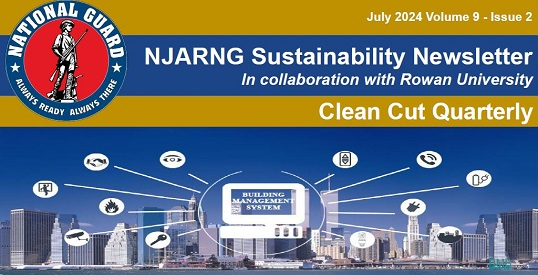 July 2024 Volume 9 - Issue 2
NATIONAL GUARD
ALWAYS READY ALWAYS THERE
NJARNG Sustainability Newsletter
In collaboration with Rowan University
Clean Cut Quarterly
BUILDING
MANAGEMENT
SYSTEM